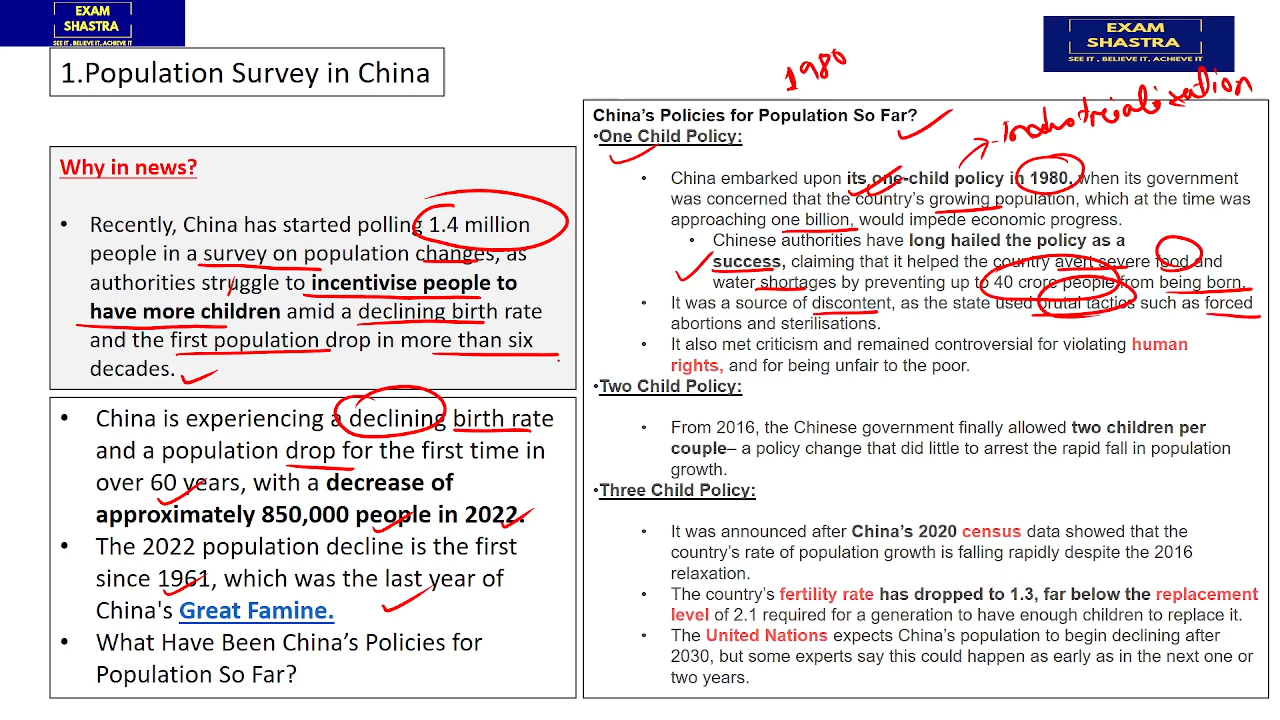 EXAM
SHASTRA
SEE IT , BELIEVE IT, ACHIEVE IT
EXAM
SHASTRA
SEE IT , BELIEVE IT, ACHIEVE IT
1.Population Survey in China
1980
Industrialization
Why in news?
• Recently, China has started polling 1.4 million
people in a survey on population changes, as
authorities struggle to incentivise people to
have more children amid a declining birth rate
and the first population drop in more than six
decades.
• China is experiencing a declining birth rate
and a population drop for the first time in
over 60 years, with a decrease of
approximately 850,000 people in 2022.
• The 2022 population decline is the first
since 1961, which was the last year of
China's Great Famine.
• What Have Been China’s Policies for
Population So Far?
China’s Policies for Population So Far?
•One Child Policy:
• China embarked upon its one-child policy in 1980, when its government
was concerned that the country’s growing population, which at the time was
approaching one billion, would impede economic progress.
• Chinese authorities have long hailed the policy as a
success, claiming that it helped the country avert severe food and
water shortages by preventing up to 40 crore people from being born.
• It was a source of discontent, as the state used brutal tactics such as forced
abortions and sterilisations.
• It also met criticism and remained controversial for violating human
rights, and for being unfair to the poor.
•Two Child Policy:
• From 2016, the Chinese government finally allowed two children per
couple– a policy change that did little to arrest the rapid fall in population
growth.
•Three Child Policy:
• It was announced after China’s 2020 census data showed that the
country’s rate of population growth is falling rapidly despite the 2016
relaxation.
• The country’s fertility rate has dropped to 1.3, far below the replacement
level of 2.1 required for a generation to have enough children to replace it.
• The United Nations expects China’s population to begin declining after
2030, but some experts say this could happen as early as in the next one or
two years.